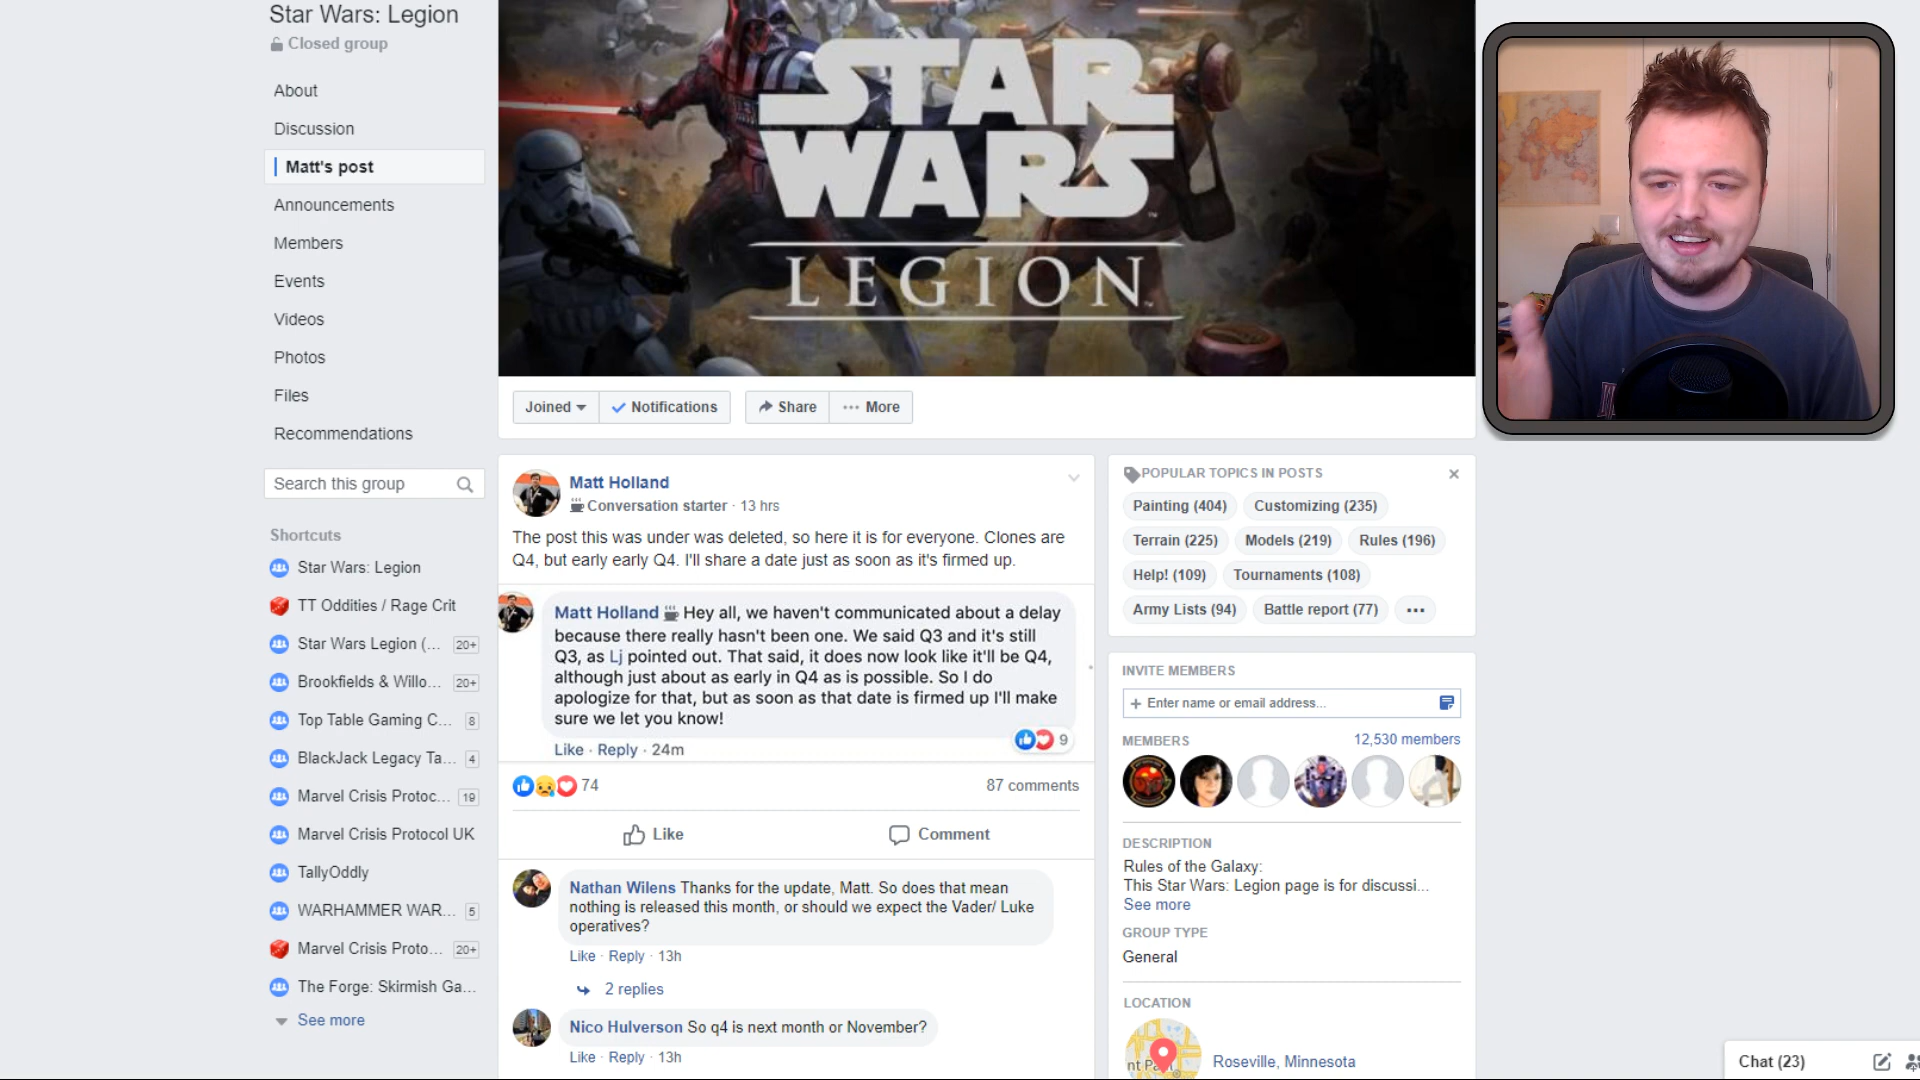 Star Wars: Legion
Closed group
About
Discussion
Matt's post
Announcements
Members
Events
Videos
Photos
Files
Recommendations
Search this group
Shortcuts
Star Wars: Legion
TT Oddities / Rage Crit
Star Wars Legion (... 20+
Brookfields & Willo... 20+
Top Table Gaming C... 8
BlackJack Legacy Ta... 4
Marvel Crisis Protoc... 19
Marvel Crisis Protocol UK
TallyOddly
WARHAMMER WAR... 5
Marvel Crisis Proto... 20+
The Forge: Skirmish Ga...
See more
STAR
WARS
LEGION
Joined
Notifications
Share
More
Matt Holland
Conversation starter · 13 hrs
The post this was under was deleted, so here it is for everyone. Clones are
Q4, but early early Q4. I'll share a date just as soon as it's firmed up.
Matt Holland Hey all, we haven't communicated about a delay
because there really hasn't been one. We said Q3 and it's still
Q3, as Lj pointed out. That said, it does now look like it'll be Q4,
although just about as early in Q4 as is possible. So I do
apologize for that, but as soon as that date is firmed up I'll make
sure we let you know!
Like · Reply · 24m
9
74
87 comments
Like
Comment
Nathan Wilens Thanks for the update, Matt. So does that mean
nothing is released this month, or should we expect the Vader/ Luke
operatives?
Like · Reply · 13h
2 replies
Nico Hulverson So q4 is next month or November?
Like · Reply · 13h
POPULAR TOPICS IN POSTS
Painting (404) Customizing (235)
Terrain (225) Models (219) Rules (196)
Help! (109) Tournaments (108)
Army Lists (94) Battle report (77) ...
INVITE MEMBERS
+ Enter name or email address...
MEMBERS
12,530 members
DESCRIPTION
Rules of the Galaxy:
This Star Wars: Legion page is for discussi...
See more
GROUP TYPE
General
LOCATION
Roseville, Minnesota
Chat (23)